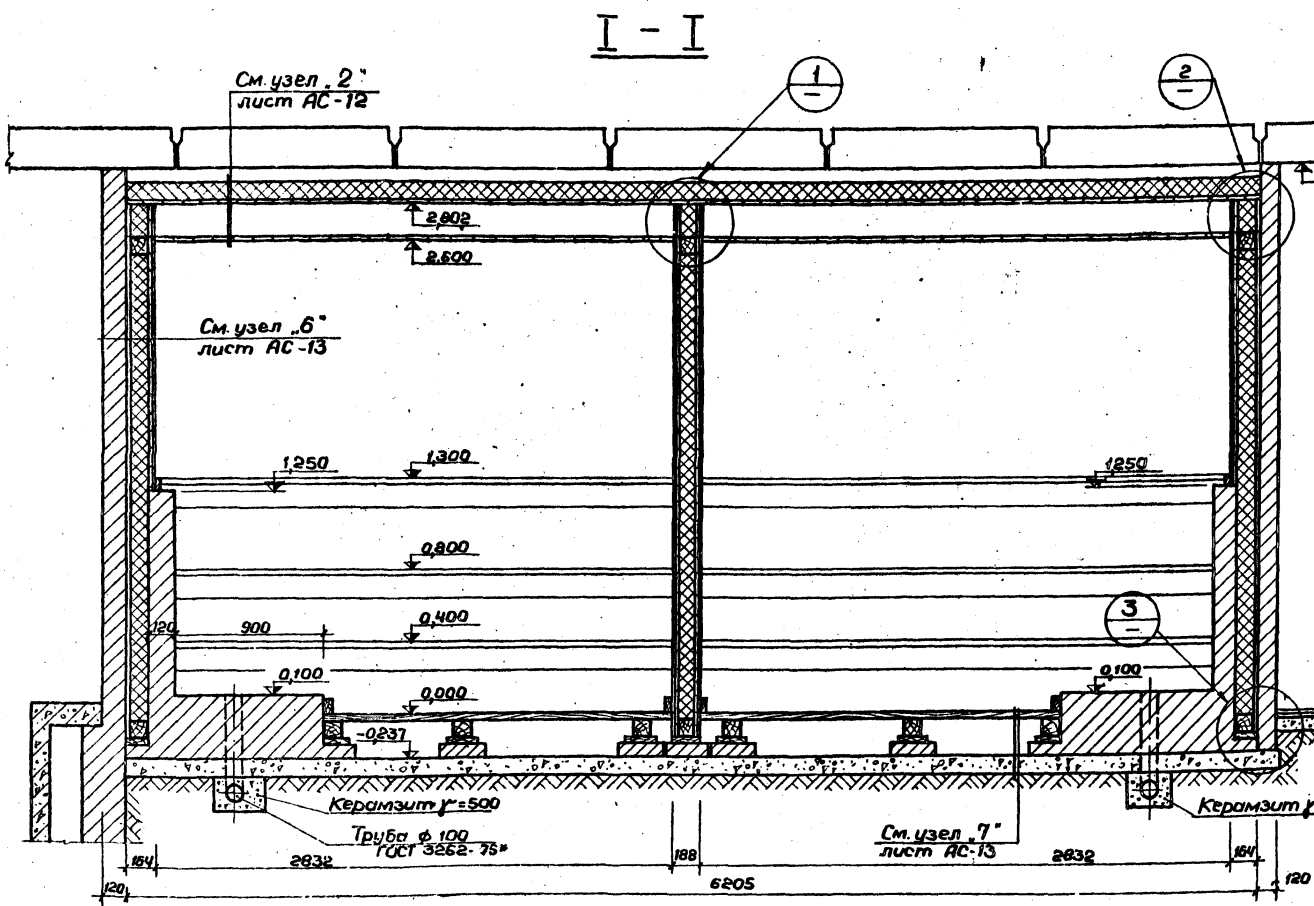 I - I
См. узел „2"
лист АС-12
1
2
2,802
2,600
См. узел „6"
лист АС-13
1,250
1,300
1250
0,800
120
900
0,400
3
0,100
0,000
0,100
-0,237
Керамзит γ=500
Керамзит γ
Труба ф 100
ГОСТ 3262-75*
См. узел „7"
лист АС-13
164
2832
188
2832
164
120
6205
120